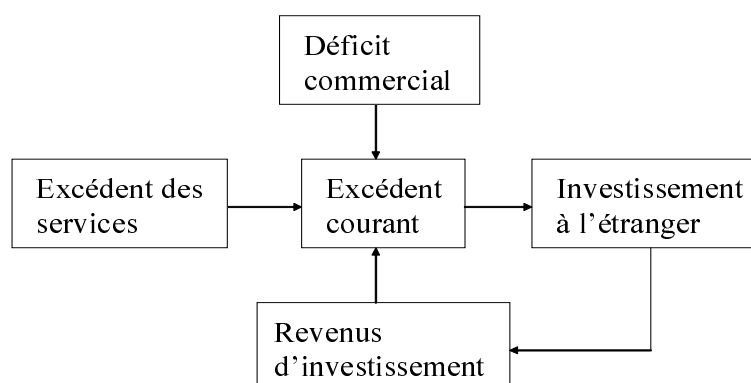 Déficit
commercial
Excédent des
services
Excédent
courant
Investissement
à l’étranger
Revenus
d’investissement